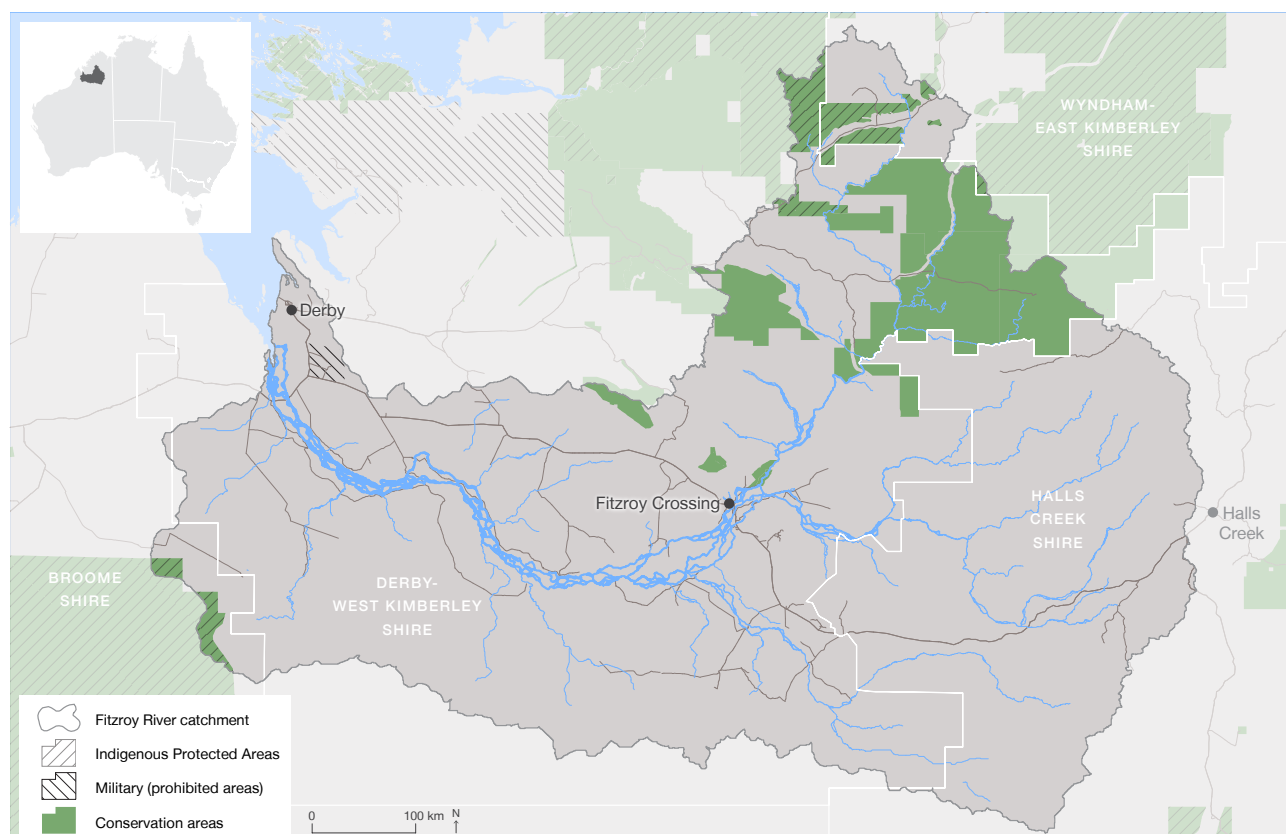 WYNDHAM-
EAST KIMBERLEY
SHIRE
Derby
Fitzroy Crossing
HALLS
CREEK
SHIRE
Halls
Creek
BROOME
SHIRE
DERBY-
WEST KIMBERLEY
SHIRE
Fitzroy River catchment
Indigenous Protected Areas
Military (prohibited areas)
Conservation areas
0 100 km N